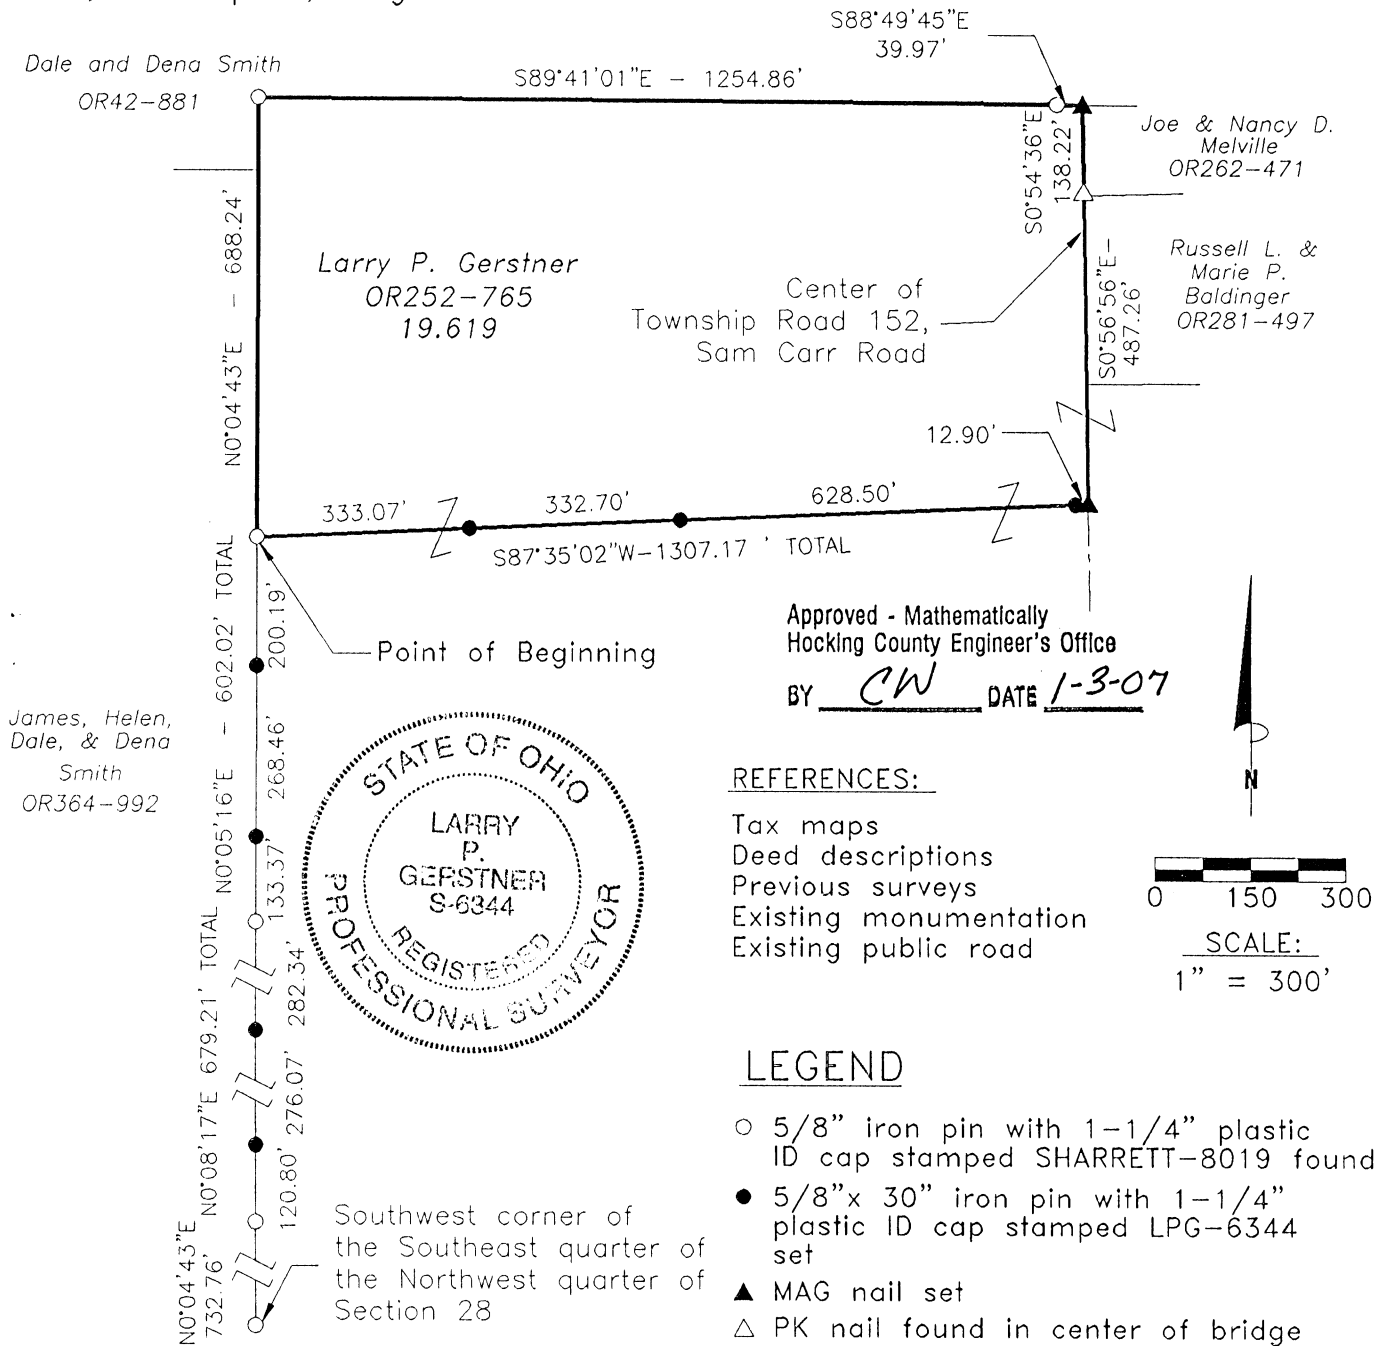 S88°49'45"E
39.97'
Dale and Dena Smith
OR42-881
S89°41'01"E - 1254.86'
Joe & Nancy D.
Melville
OR262-471
S0°54'36"E
138.22'
N0°04'43"E - 688.24'
Larry P. Gerstner
OR252-765
19.619
Center of
Township Road 152,
Sam Carr Road
Russell L. &
Marie P.
Baldinger
OR281-497
S0°56'56"E-
487.26'
12.90'
333.07'
332.70'
628.50'
S87°35'02"W-1307.17 ' TOTAL
Point of Beginning
N0°05'16"E - 602.02' TOTAL
200.19'
268.46'
133.37'
Approved - Mathematically
Hocking County Engineer's Office
BY CW DATE 1-3-07
James, Helen,
Dale, & Dena
Smith
OR364-992
STATE OF OHIO
LARRY
P.
GERSTNER
S-6344
REGISTERED
PROFESSIONAL SURVEYOR
REFERENCES:
Tax maps
Deed descriptions
Previous surveys
Existing monumentation
Existing public road
N
0 150 300
SCALE:
1" = 300'
N0°08'17"E 679.21' TOTAL
282.34'
276.07'
120.80'
N0°04'43"E
732.76'
Southwest corner of
the Southeast quarter of
the Northwest quarter of
Section 28
LEGEND
5/8" iron pin with 1-1/4" plastic
ID cap stamped SHARRETT-8019 found
5/8"x 30" iron pin with 1-1/4"
plastic ID cap stamped LPG-6344
set
MAG nail set
PK nail found in center of bridge